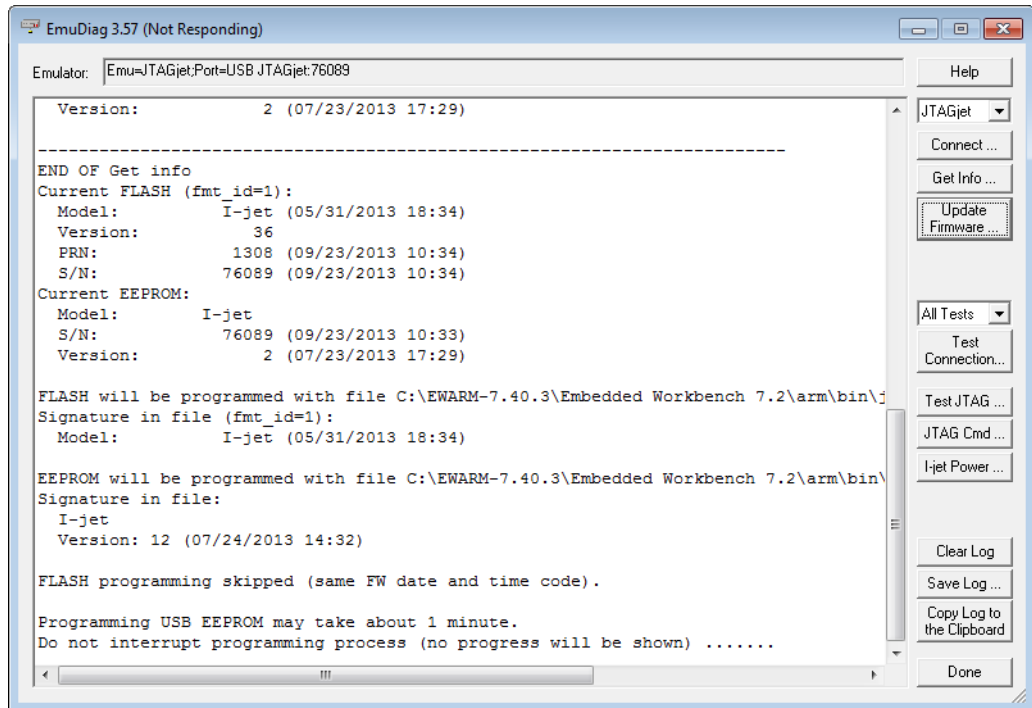 EmuDiag 3.57 (Not Responding)
Emulator: Emu=JTAGjet;Port=USB JTAGjet:76089
Help
Version: 2 (07/23/2013 17:29)
-------------------------------------------------------------------------
END OF Get info
Current FLASH (fmt_id=1):
Model: I-jet (05/31/2013 18:34)
Version: 36
PRN: 1308 (09/23/2013 10:34)
S/N: 76089 (09/23/2013 10:34)
Current EEPROM:
Model: I-jet
S/N: 76089 (09/23/2013 10:33)
Version: 2 (07/23/2013 17:29)
FLASH will be programmed with file C:\EWARM-7.40.3\Embedded Workbench 7.2\arm\bin\j
Signature in file (fmt_id=1):
Model: I-jet (05/31/2013 18:34)
EEPROM will be programmed with file C:\EWARM-7.40.3\Embedded Workbench 7.2\arm\bin\
Signature in file:
I-jet
Version: 12 (07/24/2013 14:32)
FLASH programming skipped (same FW date and time code).
Programming USB EEPROM may take about 1 minute.
Do not interrupt programming process (no progress will be shown) .......
JTAGjet
Connect ...
Get Info ...
Update
Firmware ...
All Tests
Test
Connection...
Test JTAG ...
JTAG Cmd ...
I-jet Power ...
Clear Log
Save Log ...
Copy Log to
the Clipboard
Done